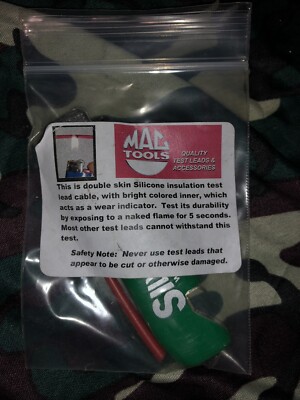 MAC
TOOLS
QUALITY
TEST LEADS &
ACCESSORIES
This is double skin Silicone insulation test
lead cable, with bright colored inner, which
acts as a wear indicator. Test its durability
by exposing to a naked flame for 5 seconds.
Most other test leads cannot withstand this
test.
Safety Note: Never use test leads that
appear to be cut or otherwise damaged.